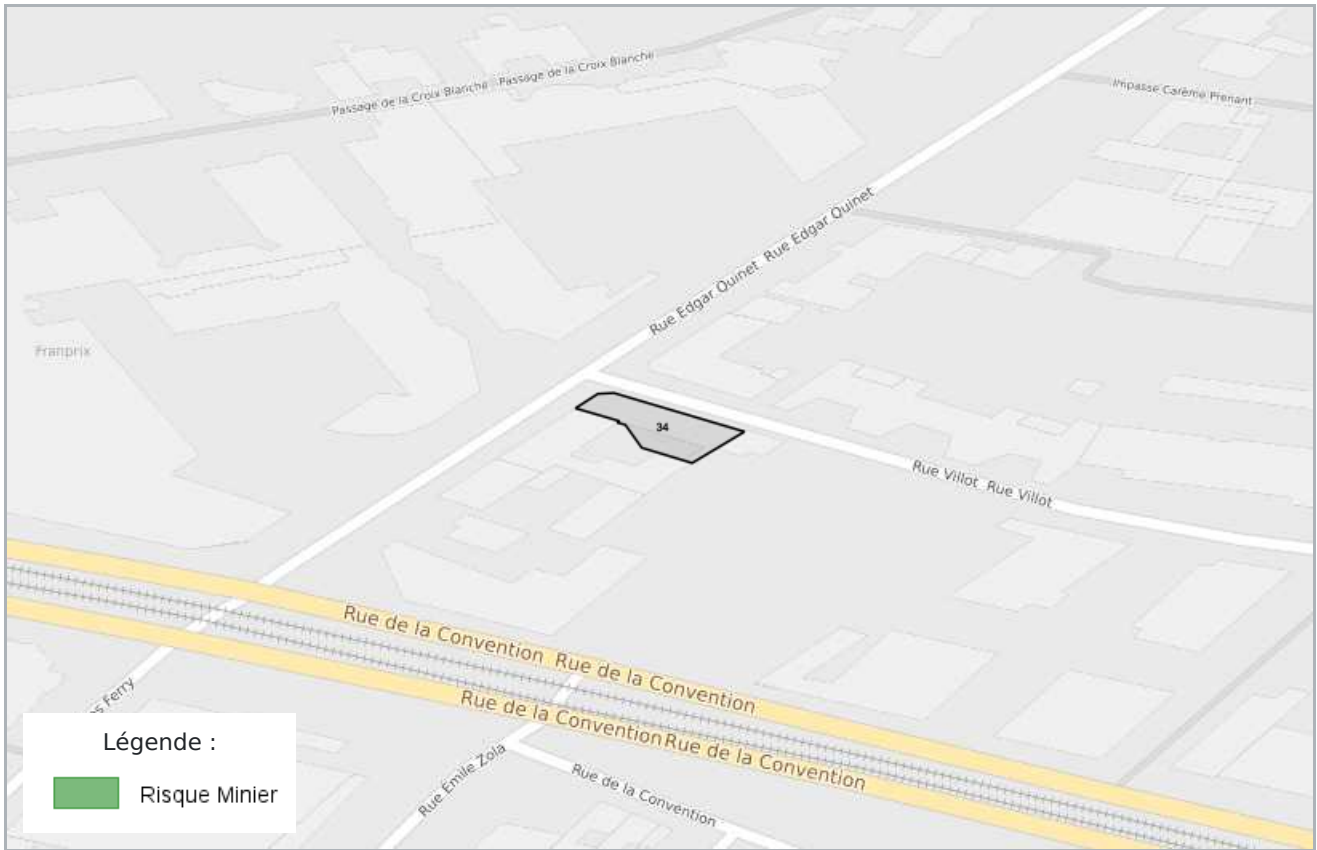 Passage de la Croix Blanche Passage de la Croix Blanche
Impasse Carême Prenant
Rue Edgar Quinet Rue Edgar Quinet
Franprix
34
Rue Villot Rue Villot
Rue de la Convention Rue de la Convention
Rue de la Convention Rue de la Convention
Ferry
Rue Émile Zola
Rue de la Convention
Légende :
Risque Minier